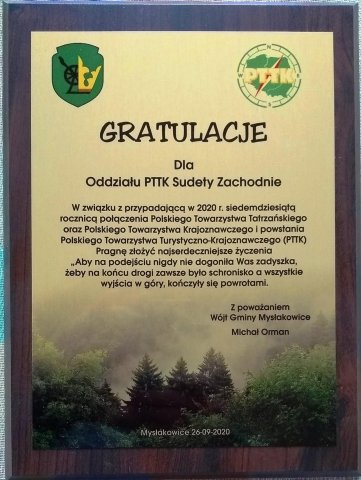 PTTK
GRATULACJE
Dla
Oddziału PTTK Sudety Zachodnie
W związku z przypadającą w 2020 r. siedemdziesiątą
rocznicą połączenia Polskiego Towarzystwa Tatrzańskiego
oraz Polskiego Towarzystwa Krajoznawczego i powstania
Polskiego Towarzystwa Turystyczno-Krajoznawczego (PTTK)
Pragnę złożyć najserdeczniejsze życzenia
„Aby na podejściu nigdy nie dogoniła Was zadyszka,
żeby na końcu drogi zawsze było schronisko a wszystkie
wyjścia w góry, kończyły się powrotami.
Z poważaniem
Wójt Gminy Mysłakowice
Michał Orman
Mysłakowice 26-09-2020